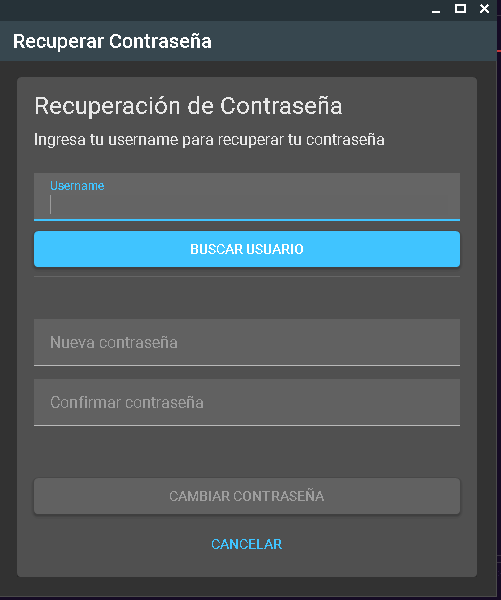 Recuperar Contraseña
Recuperación de Contraseña
Ingresa tu username para recuperar tu contraseña
Username
BUSCAR USUARIO
Nueva contraseña
Confirmar contraseña
CAMBIAR CONTRASEÑA
CANCELAR